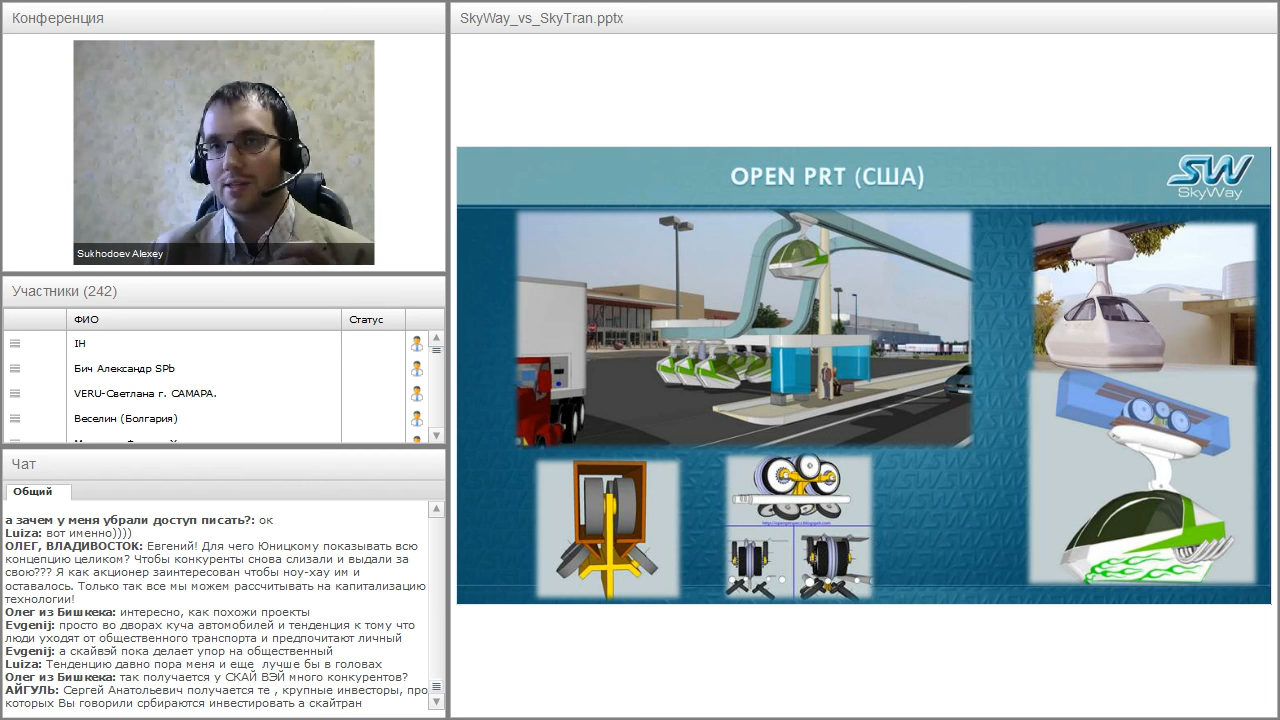 Конференция
Sukhodoev Alexey
Участники (242)
ФИО
Статус
IH
Бич Александр SPb
VERU-Светлана г. САМАРА.
Веселин (Болгария)
Чат
Общий
а зачем у меня убрали доступ писать?: ок
Luiza: вот именно))))
ОЛЕГ, ВЛАДИВОСТОК: Евгений! Для чего Юницкому показывать всю
концепцию целиком? Чтобы конкуренты снова слизали и выдали за
свою??? Я как акционер заинтересован чтобы ноу-хау им и
оставалось. Только так все мы можем рассчитывать на капитализацию
технологии!
Олег из Бишкека: интересно, как похожи проекты
Evgenij: просто во дворах куча автомобилей и тенденция к тому что
люди уходят от общественного транспорта и предпочитают личный
Evgenij: а скайвэй пока делает упор на общественный
Luiza: Тенденцию давно пора меня и еще лучше бы в головах
Олег из Бишкека: так получается у СКАЙ ВЭЙ много конкурентов?
АЙГУЛЬ: Сергей Анатольевич получается те , крупные инвесторы, про
которых Вы говорили србирются инвестировать а скайтран
SkyWay_vs_SkyTran.pptx
OPEN PRT (США)
SW
SkyWay